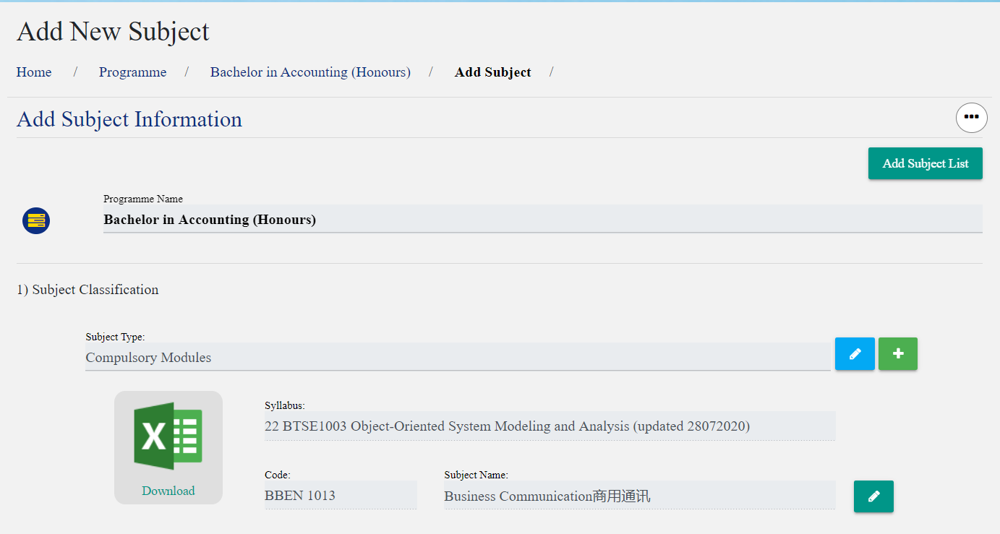 Add New Subject
Home / Programme / Bachelor in Accounting (Honours) / Add Subject /
Add Subject Information
Add Subject List
Programme Name
Bachelor in Accounting (Honours)
1) Subject Classification
Subject Type:
Compulsory Modules
Syllabus:
22 BTSE1003 Object-Oriented System Modeling and Analysis (updated 28072020)
X
Download
Code:
BBEN 1013
Subject Name:
Business Communication商用通讯